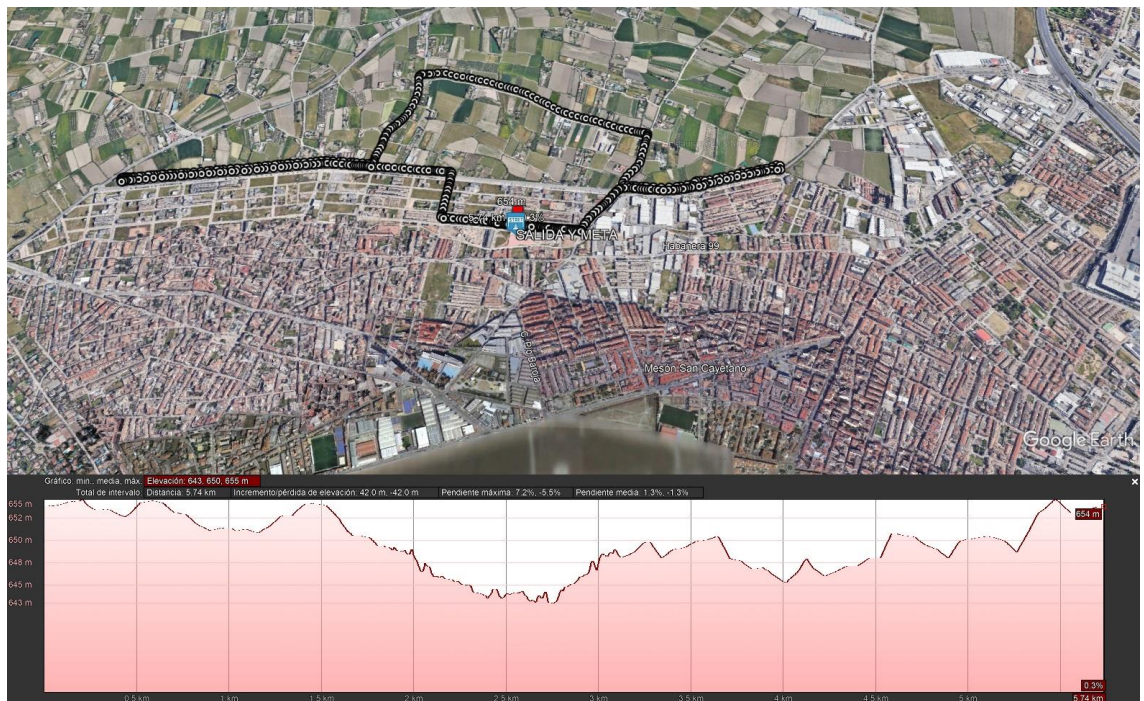 654 m
SALIDA Y META
Habanera 99
C. Pío Baroja
Mesón San Cayetano
Google Earth
Gráfico: mín., media, máx. Elevación: 643, 650, 655 m
Total de intervalo: Distancia: 5.74 km Incremento/pérdida de elevación: 42.0 m, -42.0 m Pendiente máxima: 7.2%, -5.5% Pendiente media: 1.3%, -1.3%
655 m
652 m
650 m
648 m
645 m
643 m
654 m
0.3%
0.5 km 1 km 1.5 km 2 km 2.5 km 3 km 3.5 km 4 km 4.5 km 5 km 5.74 km